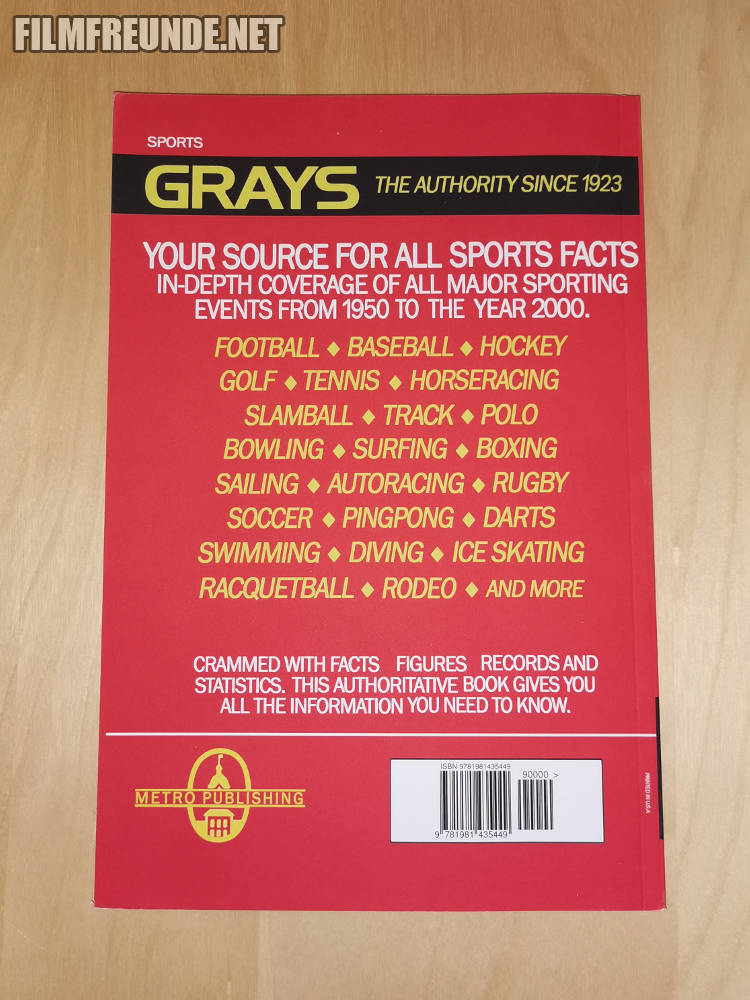 FILMFREUNDE.NET
SPORTS
GRAYS THE AUTHORITY SINCE 1923
YOUR SOURCE FOR ALL SPORTS FACTS
IN-DEPTH COVERAGE OF ALL MAJOR SPORTING
EVENTS FROM 1950 TO THE YEAR 2000.
FOOTBALL ◆ BASEBALL ◆ HOCKEY
GOLF ◆ TENNIS ◆ HORSERACING
SLAMBALL ◆ TRACK ◆ POLO
BOWLING ◆ SURFING ◆ BOXING
SAILING ◆ AUTORACING ◆ RUGBY
SOCCER ◆ PINGPONG ◆ DARTS
SWIMMING ◆ DIVING ◆ ICE SKATING
RACQUETBALL ◆ RODEO ◆ AND MORE
CRAMMED WITH FACTS FIGURES RECORDS AND
STATISTICS. THIS AUTHORITATIVE BOOK GIVES YOU
ALL THE INFORMATION YOU NEED TO KNOW.
METRO PUBLISHING
ISBN 9781981435449
90000 >
9 781981 435449
PRINTED IN U.S.A